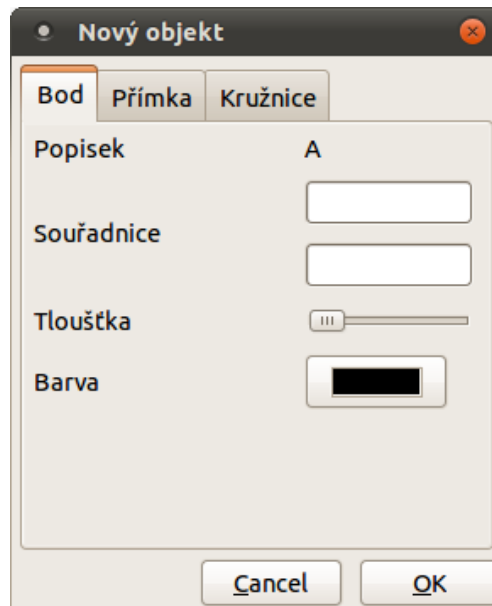 Nový objekt
Bod Přímka Kružnice
Popisek A
Souřadnice
Tloušťka
Barva
Cancel OK